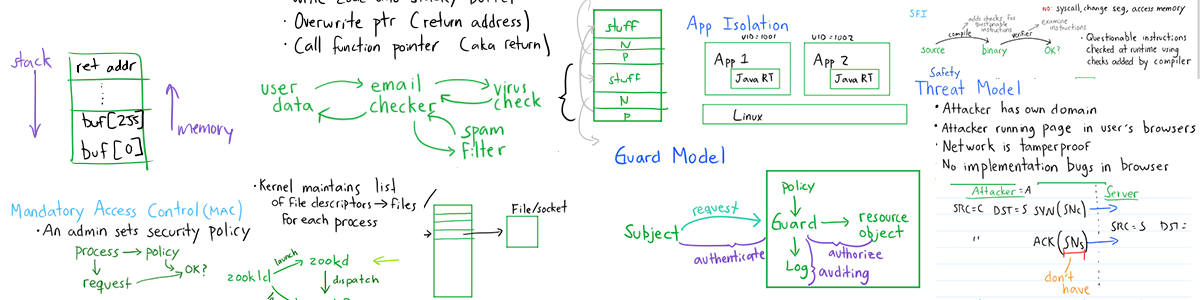 • Overwrite ptr (return address)
• Call function pointer (aka return)
stack
ret addr
buf[255]
buf[0]
memory
user data
email checker
virus check
spam filter
stuff
N
P
stuff
N
P
App Isolation
UID=1001
UID=1002
App 1
Java RT
App 2
Java RT
Linux
SFI
NO: syscall, change seg, access memory
adds checks for questionable instructions
examine instructions
compile
verifier
source
binary
OK?
• Questionable instructions
checked at runtime using
checks added by compiler
Safety
Threat Model
• Attacker has own domain
• Attacker running page in user's browsers
• Network is tamperproof
• No implementation bugs in browser
Attacker = A
Server
SRC=C DST=S SYN(SNc)
SRC=S DST=
" ACK(SNs)
don't have
Mandatory Access Control (MAC)
• An admin sets security policy
process → policy
request
OK?
• Kernel maintains list
of file descriptors → files
for each process
File/socket
zookld
launch
zookd
dispatch
Guard Model
Subject
request
authenticate
policy
Guard
resource object
Log
authorize
auditing